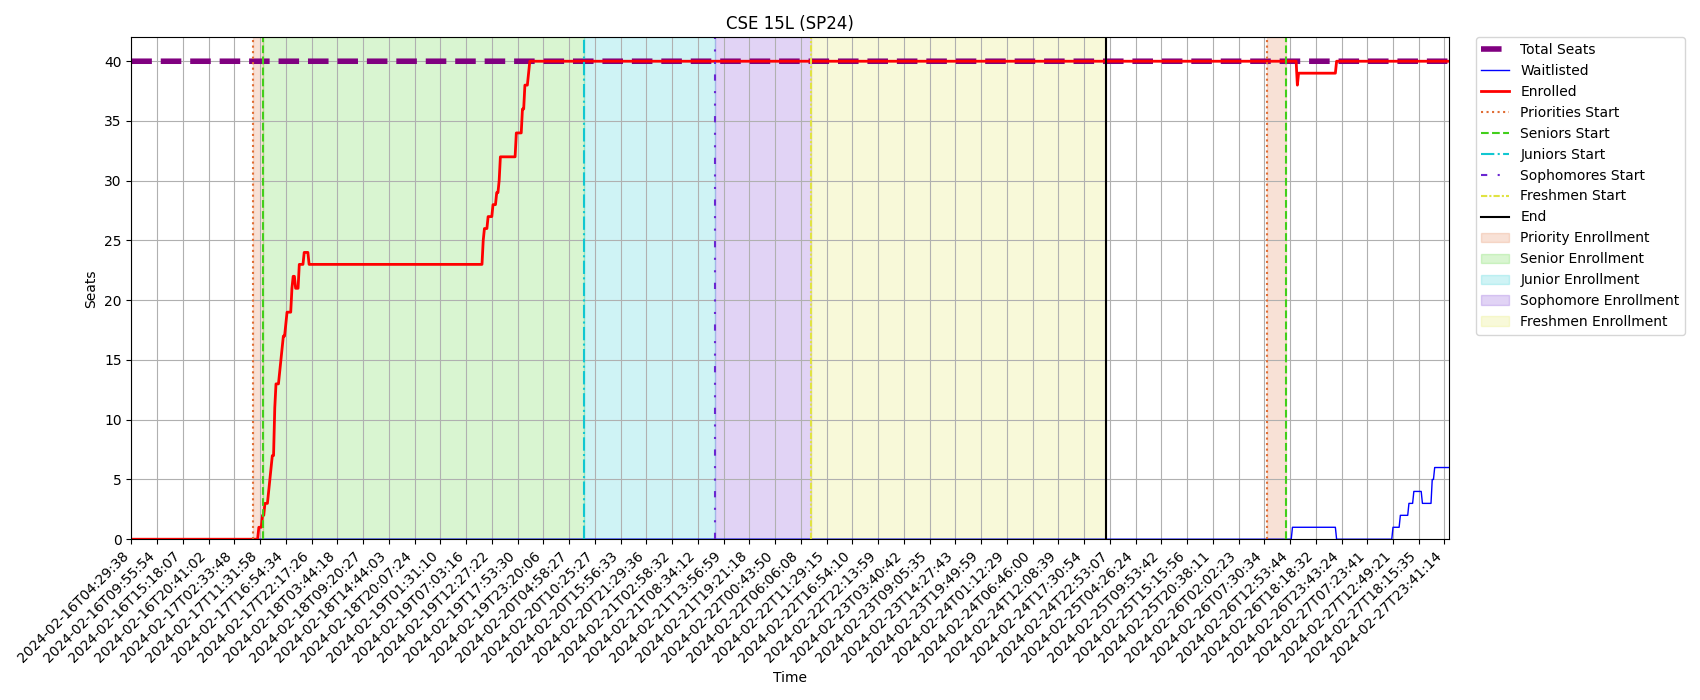 CSE 15L (SP24)
Seats
40
35
30
25
20
15
10
5
0
2024-02-16T04:29:38
2024-02-16T09:55:54
2024-02-16T15:18:07
2024-02-16T20:41:02
2024-02-17T02:33:48
2024-02-17T11:31:58
2024-02-17T16:54:34
2024-02-17T22:17:26
2024-02-18T03:44:18
2024-02-18T09:20:27
2024-02-18T14:44:03
2024-02-18T20:07:24
2024-02-19T01:31:10
2024-02-19T07:03:16
2024-02-19T12:27:22
2024-02-19T17:53:30
2024-02-19T23:20:06
2024-02-20T04:58:27
2024-02-20T10:25:27
2024-02-20T15:56:33
2024-02-20T21:29:36
2024-02-21T02:58:32
2024-02-21T08:34:12
2024-02-21T13:56:59
2024-02-21T19:21:18
2024-02-22T00:43:50
2024-02-22T06:06:08
2024-02-22T11:29:15
2024-02-22T16:54:10
2024-02-22T22:13:59
2024-02-23T03:40:42
2024-02-23T09:05:35
2024-02-23T14:27:43
2024-02-23T19:49:59
2024-02-24T01:12:29
2024-02-24T06:46:00
2024-02-24T12:08:39
2024-02-24T17:30:54
2024-02-24T22:53:07
2024-02-25T04:26:24
2024-02-25T09:53:42
2024-02-25T15:15:56
2024-02-25T20:38:11
2024-02-26T02:02:23
2024-02-26T07:30:34
2024-02-26T12:53:44
2024-02-26T18:18:32
2024-02-26T23:43:24
2024-02-27T07:23:41
2024-02-27T12:49:21
2024-02-27T18:15:35
2024-02-27T23:41:14
Time
Total Seats
Waitlisted
Enrolled
Priorities Start
Seniors Start
Juniors Start
Sophomores Start
Freshmen Start
End
Priority Enrollment
Senior Enrollment
Junior Enrollment
Sophomore Enrollment
Freshmen Enrollment